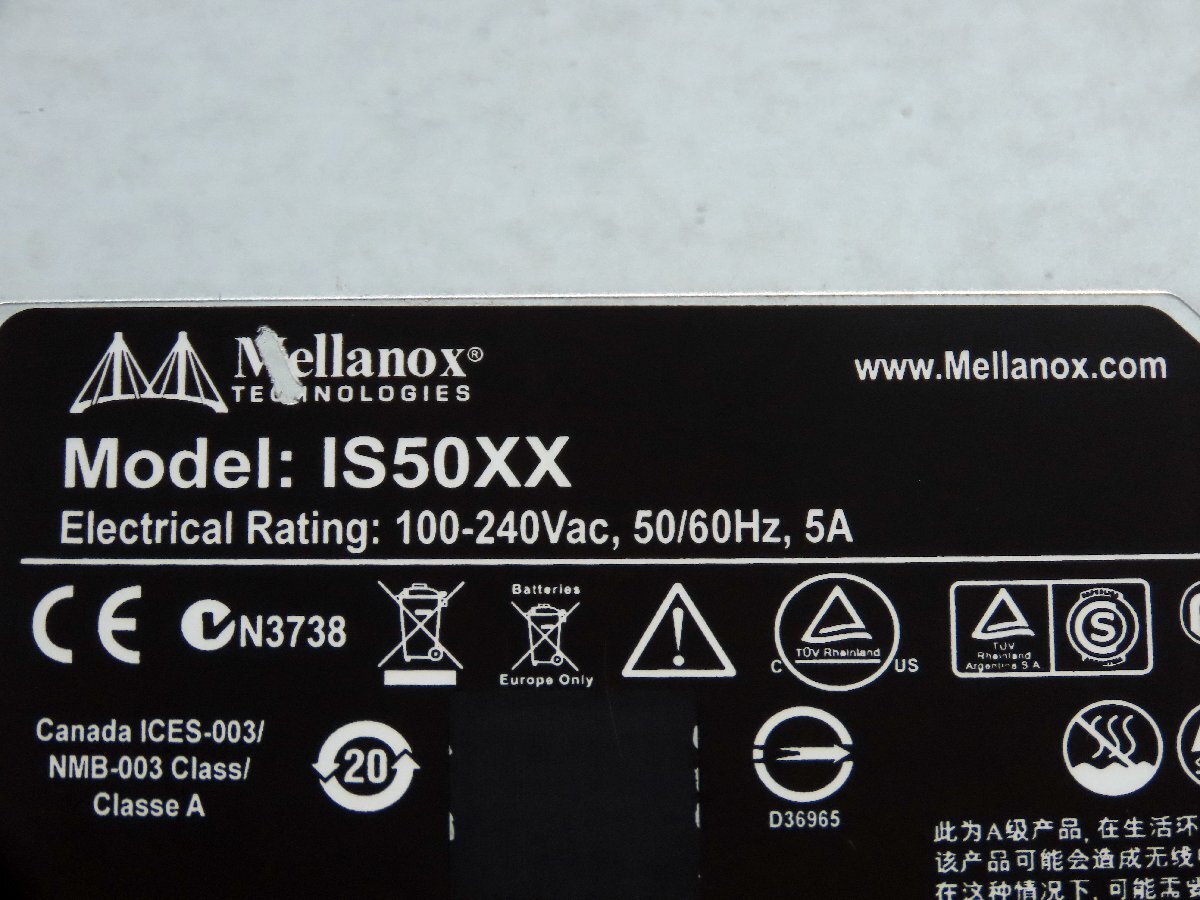 Mellanox®
TECHNOLOGIES
www.Mellanox.com
Model: IS50XX
Electrical Rating: 100-240Vac, 50/60Hz, 5A
CE
N3738
Batteries
Europe Only
TÜV Rheinland
C US
TÜV
Rheinland
Argentina S A
S
Canada ICES-003/
NMB-003 Class/
Classe A
20
D36965
此为A级产品, 在生活环
该产品可能会造成无线
在这种情况下, 可能需要